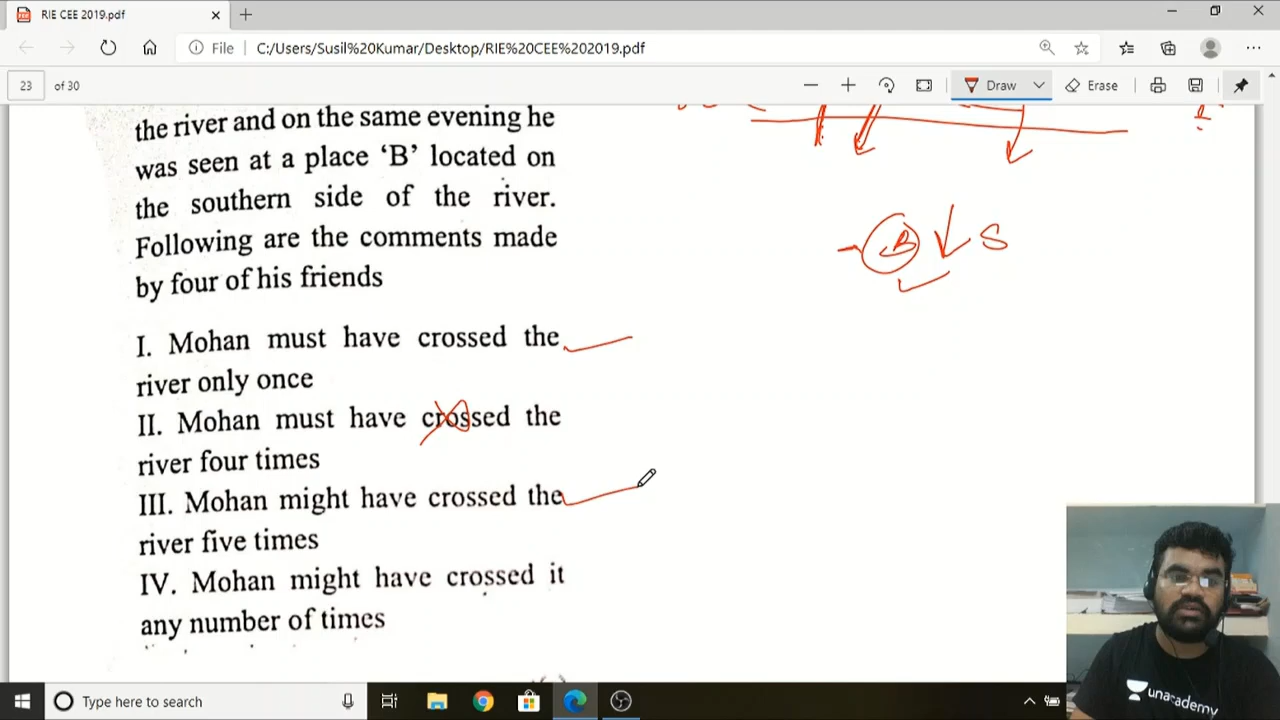 RIE CEE 2019.pdf
File
C:/Users/Susil%20Kumar/Desktop/RIE%20CEE%202019.pdf
23 of 30
Draw
Erase
the river and on the same evening he
was seen at a place ‘B’ located on
the southern side of the river.
Following are the comments made
by four of his friends
I. Mohan must have crossed the
river only once
II. Mohan must have crossed the
river four times
III. Mohan might have crossed the
river five times
IV. Mohan might have crossed it
any number of times
B S
unacademy
Type here to search